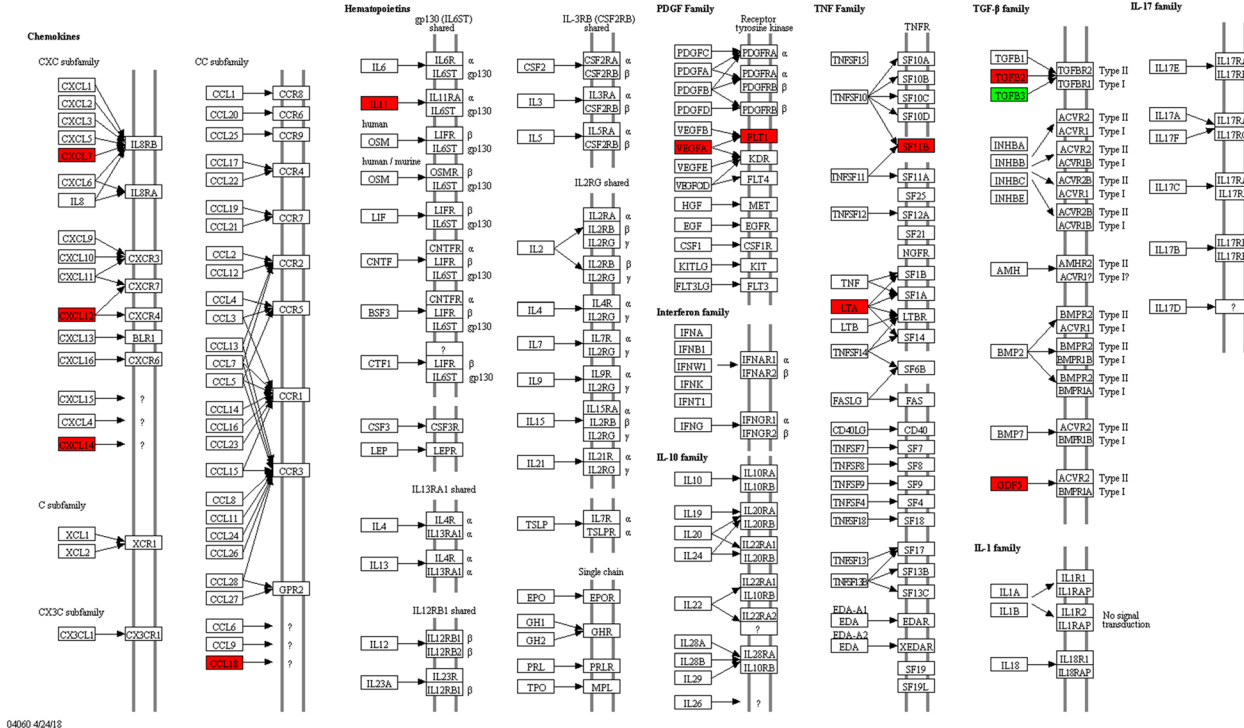 Chemokines
CXC subfamily
CXCL1
CXCL2
CXCL3
CXCL5
CXCL7
CXCL6
IL8
IL8RB
IL8RA
CXCL9
CXCL10
CXCL11
CXCR3
CXCR7
CXCL12
CXCR4
CXCL13
BLR1
CXCL16
CXCR6
CXCL15
?
CXCL4
?
CXCL14
?
C subfamily
XCL1
XCL2
XCR1
CX3C subfamily
CX3CL1
CX3CR1
CC subfamily
CCL1
CCR8
CCL20
CCR6
CCL25
CCR9
CCL17
CCL22
CCR4
CCL19
CCL21
CCR7
CCL2
CCL12
CCR2
CCL4
CCL3
CCR5
CCL13
CCL7
CCL5
CCR1
CCL14
CCL16
CCL23
CCL15
CCR3
CCL8
CCL11
CCL24
CCL26
CCL28
CCL27
GPR2
CCL6
?
CCL9
?
CCL18
?
Hematopoietins
gp130 (IL6ST)
shared
IL6
IL6R α
IL6ST gp130
IL11
IL11RA α
IL6ST gp130
human
OSM
LIFR β
IL6ST gp130
human / murine
OSM
OSMR β
IL6ST gp130
LIF
LIFR β
IL6ST gp130
CNTF
CNTFR α
LIFR β
IL6ST gp130
BSF3
CNTFR α
LIFR β
IL6ST gp130
CTF1
?
LIFR β
IL6ST gp130
CSF3
CSF3R
LEP
LEPR
IL13RA1 shared
IL4
IL4R α
IL13RA1 α
IL13
IL4R α
IL13RA1 α
IL12RB1 shared
IL12
IL12RB1 β
IL12RB2 β
IL23A
IL23R
IL12RB1 β
IL-3RB (CSF2RB)
shared
CSF2
CSF2RA α
CSF2RB β
IL3
IL3RA α
CSF2RB β
IL5
IL5RA α
CSF2RB β
IL2RG shared
IL2
IL2RA α
IL2RB β
IL2RG γ
IL2RB β
IL2RG γ
IL4
IL4R α
IL2RG γ
IL7
IL7R α
IL2RG γ
IL9
IL9R α
IL2RG γ
IL15
IL15RA α
IL2RB β
IL2RG γ
IL21
IL21R α
IL2RG γ
TSLP
IL7R α
TSLPR α
Single chain
EPO
EPOR
GH1
GH2
GHR
PRL
PRLR
TPO
MPL
PDGF Family
Receptor
tyrosine kinase
PDGFC
PDGFA
PDGFB
PDGFD
PDGFRA α
PDGFRA α
PDGFRB β
PDGFRB β
VEGFB
FLT1
VEGFA
VEGFE
KDR
VEGFC/D
FLT4
HGF
MET
EGF
EGFR
CSF1
CSF1R
KITLG
KIT
FLT3LG
FLT3
Interferon family
IFNA
IFNB1
IFNW1
IFNK
IFNT1
IFNAR1 α
IFNAR2 β
IFNG
IFNGR1 α
IFNGR2 β
IL-10 family
IL10
IL10RA
IL10RB
IL19
IL20
IL24
IL20RA
IL20RB
IL22RA1
IL20RB
IL22
IL22RA1
IL10RB
IL22RA2
?
IL28A
IL28B
IL29
IL28RA
IL10RB
IL26
?
TNF Family
TNFR
TNFSF15
TNFSF10
SF10A
SF10B
SF10C
SF10D
SF11B
TNFSF11
SF11A
SF25
TNFSF12
SF12A
SF21
NGFR
TNF
LTA
LTB
TNFSF14
SF1B
SF1A
LTBR
SF14
SF6B
FASLG
FAS
CD40LG
CD40
TNFSF7
SF7
TNFSF8
SF8
TNFSF9
SF9
TNFSF4
SF4
TNFSF18
SF18
TNFSF13
TNFSF13B
SF17
SF13B
SF13C
EDA-A1
EDA
EDAR
EDA-A2
EDA
XEDAR
SF19
SF19L
TGF-β family
TGFB1
TGFB2
TGFB3
TGFBR2 Type II
TGFBR1 Type I
INHBA
INHBB
INHBC
INHBE
ACVR2 Type II
ACVR1 Type I
ACVR2 Type II
ACVR1B Type I
ACVR2B Type II
ACVR1 Type I
ACVR2B Type II
ACVR1B Type I
AMH
AMHR2 Type II
ACVR1? Type I?
BMP2
BMPR2 Type II
ACVR1 Type I
BMPR2 Type II
BMPR1B Type I
BMPR2 Type II
BMPR1A Type I
BMP7
ACVR2 Type II
BMPR1B Type I
GDF5
ACVR2 Type II
BMPR1A Type I
IL-1 family
IL1A
IL1B
IL1R1
IL1RAP
IL1R2
IL1RAP
No signal
transduction
IL18
IL18R1
IL18RAP
IL-17 family
IL17E
IL17A
IL17F
IL17C
IL17B
IL17D
?
04060 4/24/18